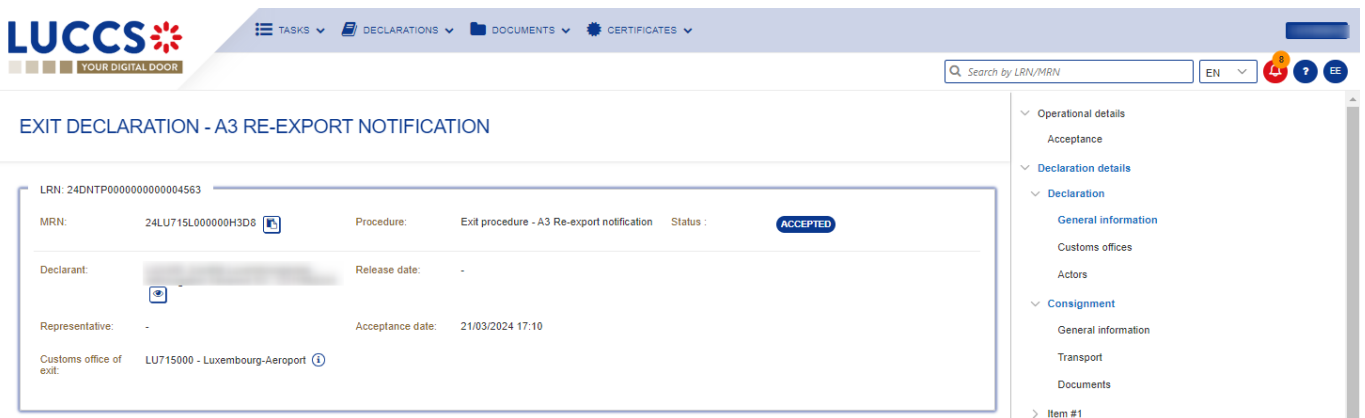 LUCCS
YOUR DIGITAL DOOR
TASKS
DECLARATIONS
DOCUMENTS
CERTIFICATES
Search by LRN/MRN
EN
8
?
EE
EXIT DECLARATION - A3 RE-EXPORT NOTIFICATION
LRN: 24DNTP0000000000004563
MRN: 24LU715L000000H3D8 Procedure: Exit procedure - A3 Re-export notification Status : ACCEPTED
Declarant: Release date: -
Representative: - Acceptance date: 21/03/2024 17:10
Customs office of
exit: LU715000 - Luxembourg-Aeroport i
Operational details
Acceptance
Declaration details
Declaration
General information
Customs offices
Actors
Consignment
General information
Transport
Documents
Item #1